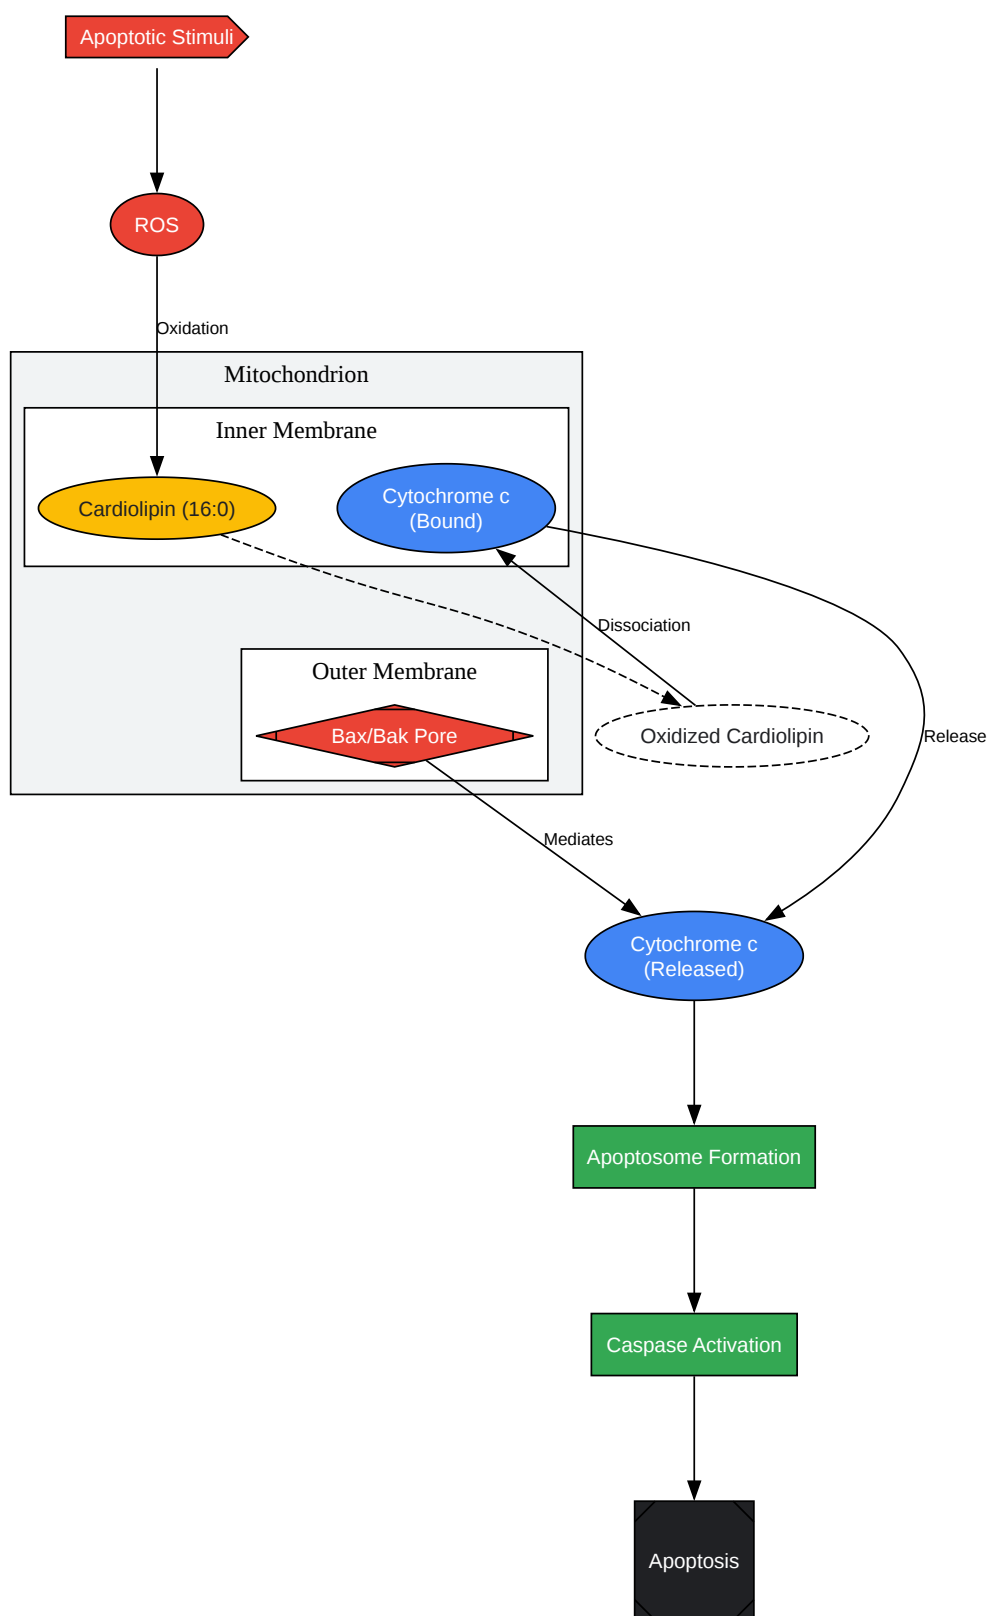 Apoptotic Stimuli
ROS
Oxidation
Mitochondrion
Inner Membrane
Cardiolipin (16:0)
Cytochrome c
(Bound)
Dissociation
Outer Membrane
Bax/Bak Pore
Oxidized Cardiolipin
Release
Mediates
Cytochrome c
(Released)
Apoptosome Formation
Caspase Activation
Apoptosis